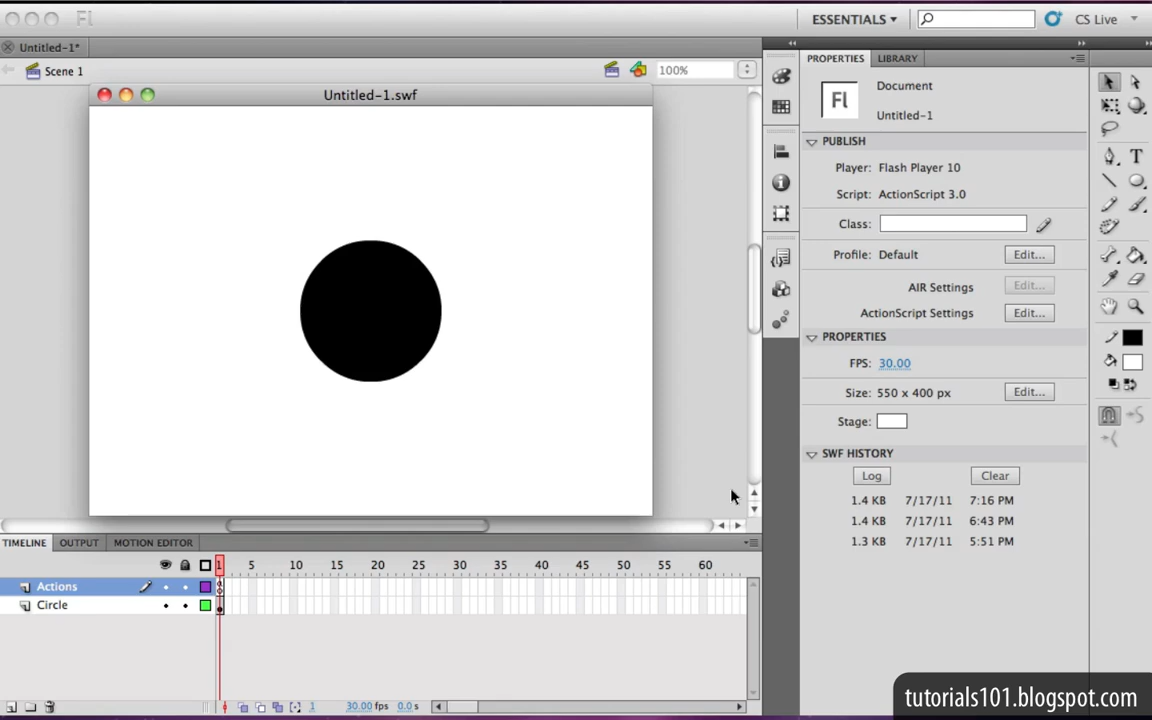 Fl
ESSENTIALS
CS Live
Untitled-1*
Scene 1
100%
Untitled-1.swf
PROPERTIES
LIBRARY
Fl
Document
Untitled-1
PUBLISH
Player: Flash Player 10
Script: ActionScript 3.0
Class:
Profile: Default
Edit...
AIR Settings
Edit...
ActionScript Settings
Edit...
PROPERTIES
FPS: 30.00
Size: 550 x 400 px
Edit...
Stage:
SWF HISTORY
Log
Clear
1.4 KB 7/17/11 7:16 PM
1.4 KB 7/17/11 6:43 PM
1.3 KB 7/17/11 5:51 PM
TIMELINE
OUTPUT
MOTION EDITOR
1 5 10 15 20 25 30 35 40 45 50 55 60
Actions
Circle
1
30.00 fps
0.0 s
tutorials101.blogspot.com